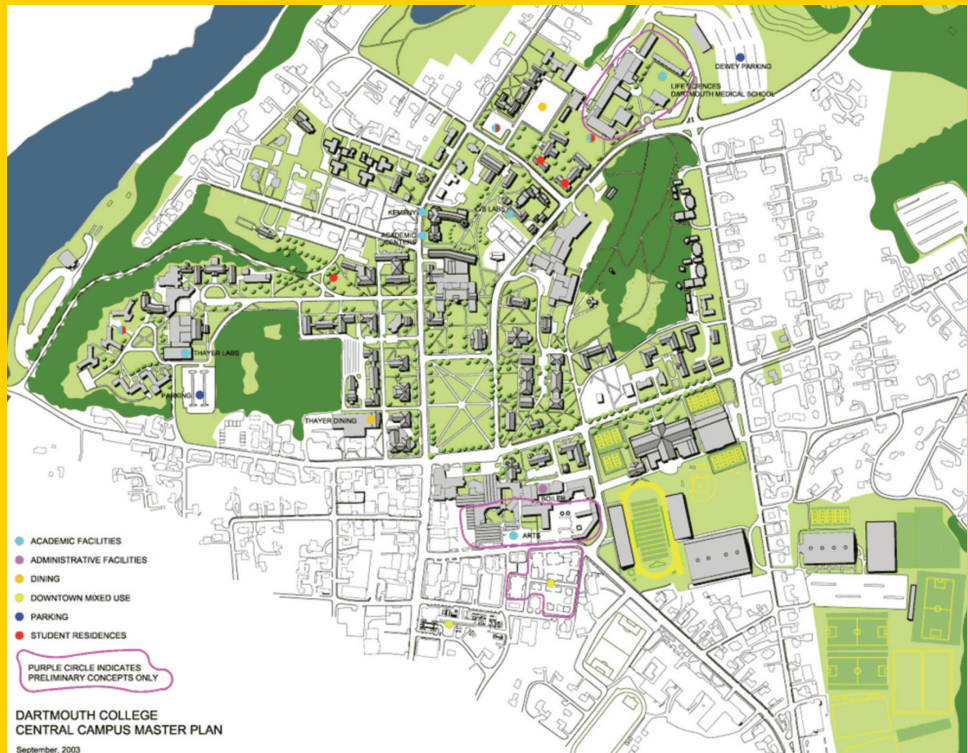 DEWEY PARKING
LIFE SCIENCES
DARTMOUTH MEDICAL SCHOOL
KEMENY
LABS
ACADEMIC
CENTERS
THAYER LABS
PARKING
THAYER DINING
BOILER
ARTS
ACADEMIC FACILITIES
ADMINISTRATIVE FACILITIES
DINING
DOWNTOWN MIXED USE
PARKING
STUDENT RESIDENCES
PURPLE CIRCLE INDICATES
PRELIMINARY CONCEPTS ONLY
DARTMOUTH COLLEGE
CENTRAL CAMPUS MASTER PLAN
September, 2003